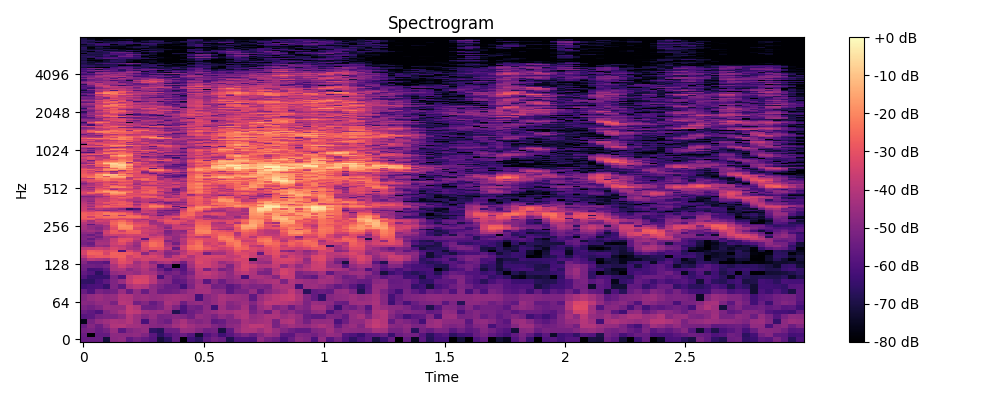 Spectrogram
4096
2048
1024
512
256
128
64
0
Hz
0
0.5
1
1.5
2
2.5
Time
+0 dB
-10 dB
-20 dB
-30 dB
-40 dB
-50 dB
-60 dB
-70 dB
-80 dB